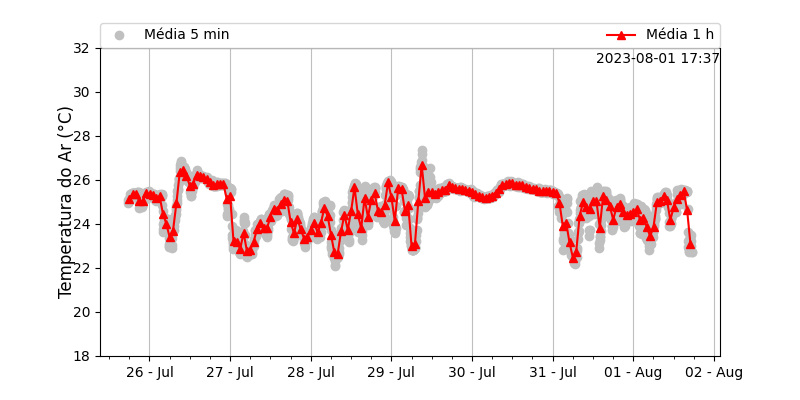 Média 5 min
Média 1 h
2023-08-01 17:37
Temperatura do Ar (°C)
32
30
28
26
24
22
20
18
26 - Jul
27 - Jul
28 - Jul
29 - Jul
30 - Jul
31 - Jul
01 - Aug
02 - Aug